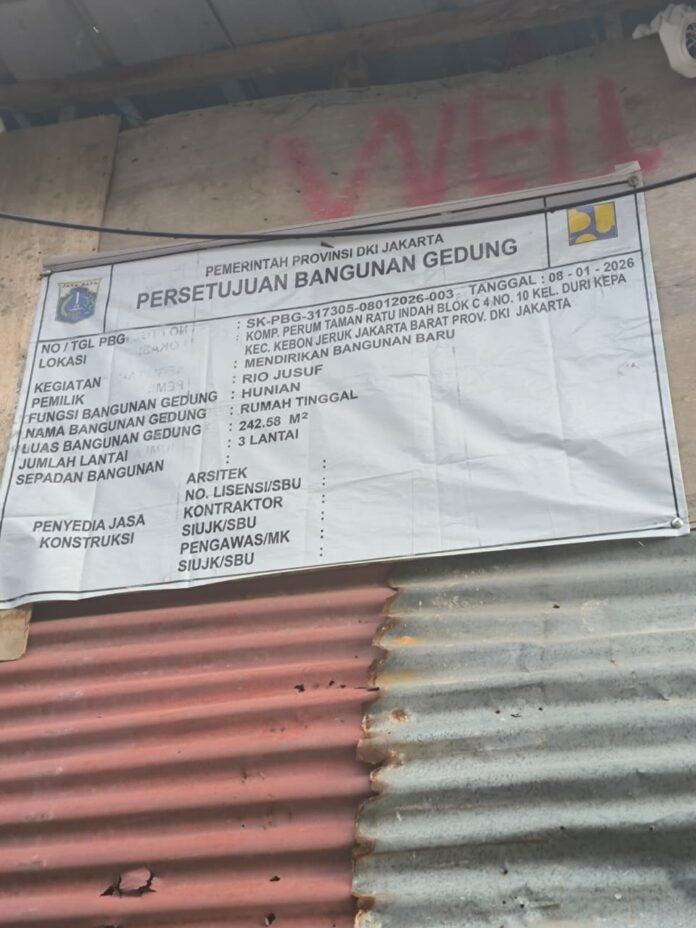 WELL
PEMERINTAH PROVINSI DKI JAKARTA
PERSETUJUAN BANGUNAN GEDUNG
JAYA RAYA
NO / TGL PBG : SK-PBG-317305-08012026-003 TANGGAL : 08 - 01 - 2026
LOKASI : KOMP. PERUM TAMAN RATU INDAH BLOK C 4 NO. 10 KEL. DURI KEPA
KEC. KEBON JERUK JAKARTA BARAT PROV. DKI JAKARTA
KEGIATAN : MENDIRIKAN BANGUNAN BARU
PEMILIK : RIO JUSUF
FUNGSI BANGUNAN GEDUNG : HUNIAN
NAMA BANGUNAN GEDUNG : RUMAH TINGGAL
LUAS BANGUNAN GEDUNG : 242.58 M²
JUMLAH LANTAI : 3 LANTAI
SEPADAN BANGUNAN :
PENYEDIA JASA KONSTRUKSI
ARSITEK :
NO. LISENSI/SBU :
KONTRAKTOR :
SIUJK/SBU :
PENGAWAS/MK :
SIUJK/SBU :